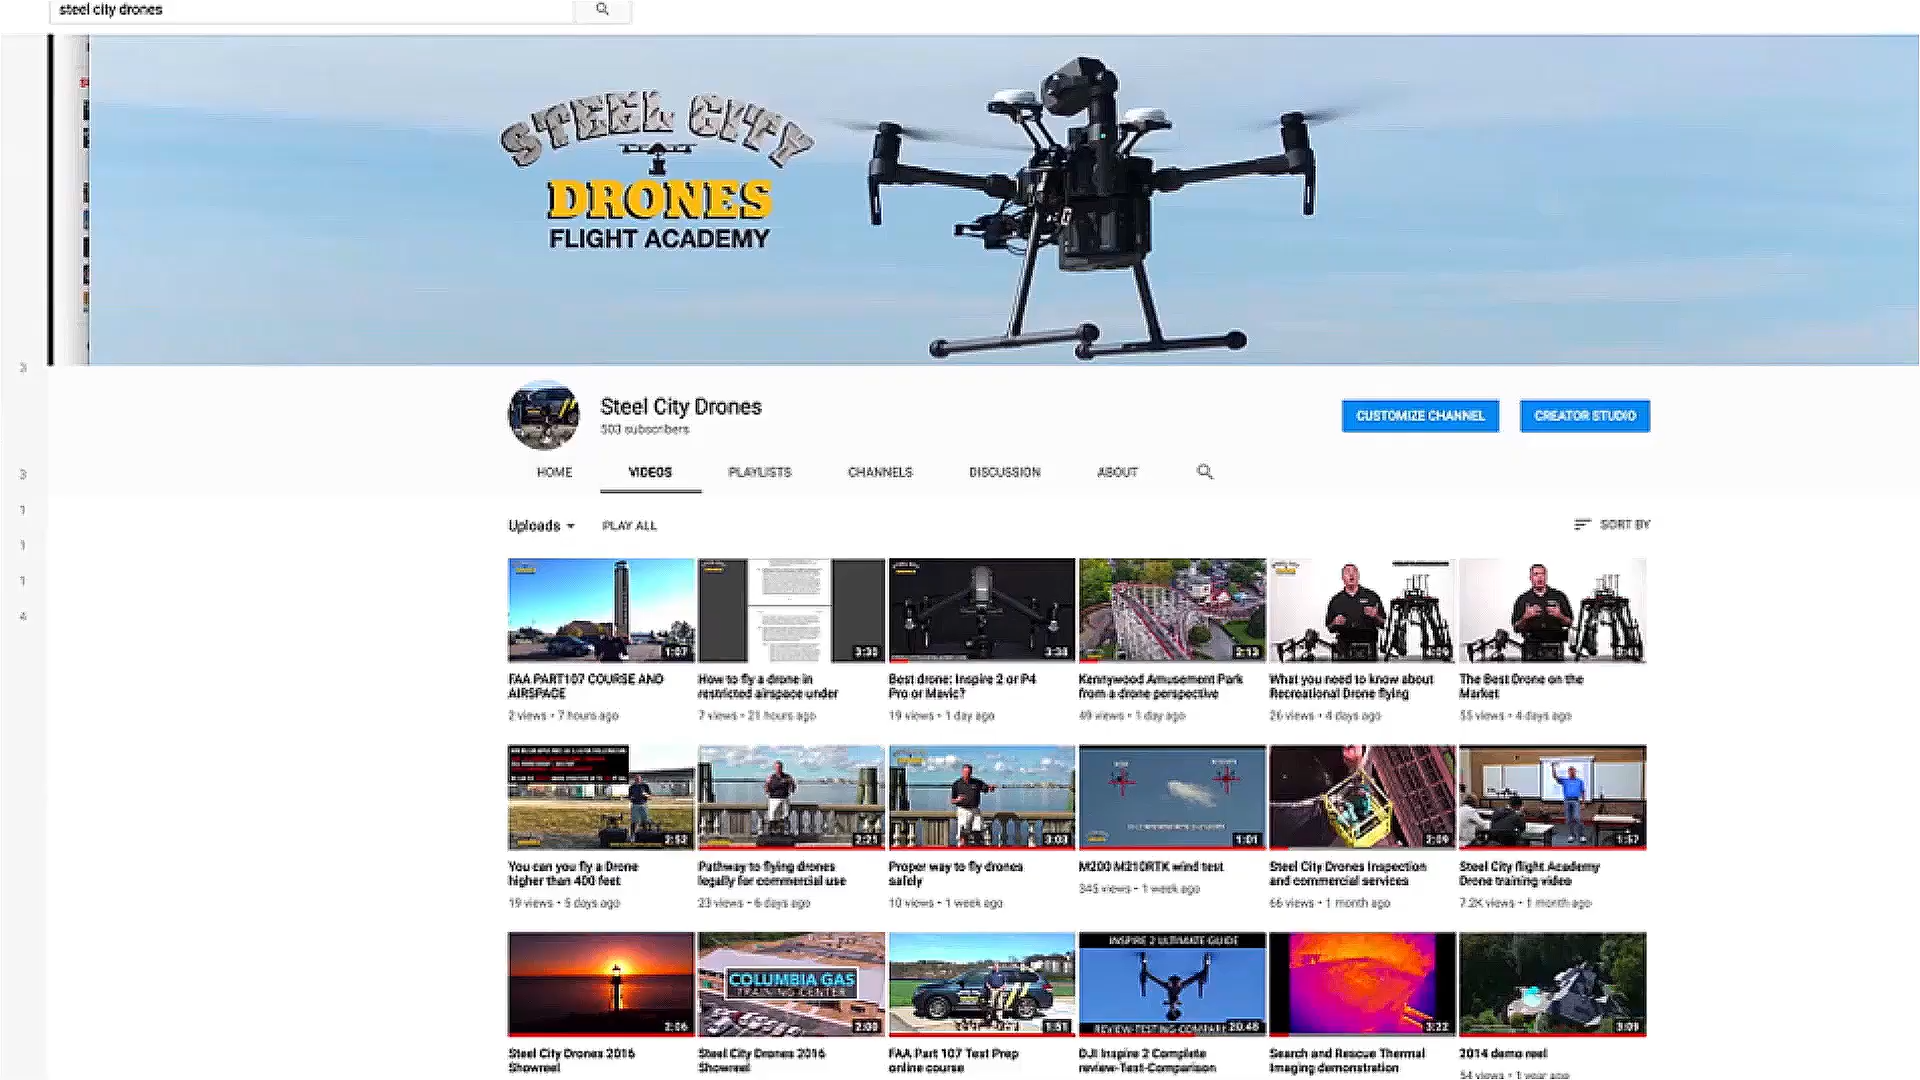 steel city drones
STEEL CITY
DRONES
FLIGHT ACADEMY
Steel City Drones
503 subscribers
CUSTOMIZE CHANNEL
CREATOR STUDIO
HOME
VIDEOS
PLAYLISTS
CHANNELS
DISCUSSION
ABOUT
Uploads
PLAY ALL
SORT BY
1:07
3:30
3:38
2:13
FAA PART107 COURSE AND
AIRSPACE
2 views • 7 hours ago
How to fly a drone in
restricted airspace under
7 views • 21 hours ago
Best drone: Inspire 2 or P4
Pro or Mavic?
19 views • 1 day ago
Kennywood Amusement Park
from a drone perspective
49 views • 1 day ago
What you need to know about
Recreational Drone flying
26 views • 4 days ago
The Best Drone on the
Market
55 views • 4 days ago
2:52
2:21
3:03
1:01
2:09
1:57
You can you fly a Drone
higher than 400 feet
19 views • 5 days ago
Pathway to flying drones
legally for commercial use
23 views • 6 days ago
Proper way to fly drones
safely
10 views • 1 week ago
M200 M210RTK wind test
345 views • 1 week ago
Steel City Drones Inspection
and commercial services
66 views • 1 month ago
Steel City flight Academy
Drone training video
7.2K views • 1 month ago
2:06
COLUMBIA GAS
TRAINING CENTER
2:00
1:51
INSPIRE 2 ULTIMATE GUIDE
REVIEW-TESTING-COMPARE
20:48
3:22
3:09
Steel City Drones 2016
Showreel
Steel City Drones 2016
Showreel
FAA Part 107 Test Prep
online course
DJI Inspire 2 Complete
review-Test-Comparison
Search and Rescue Thermal
Imaging demonstration
2014 demo reel
54 views • 1 year ago